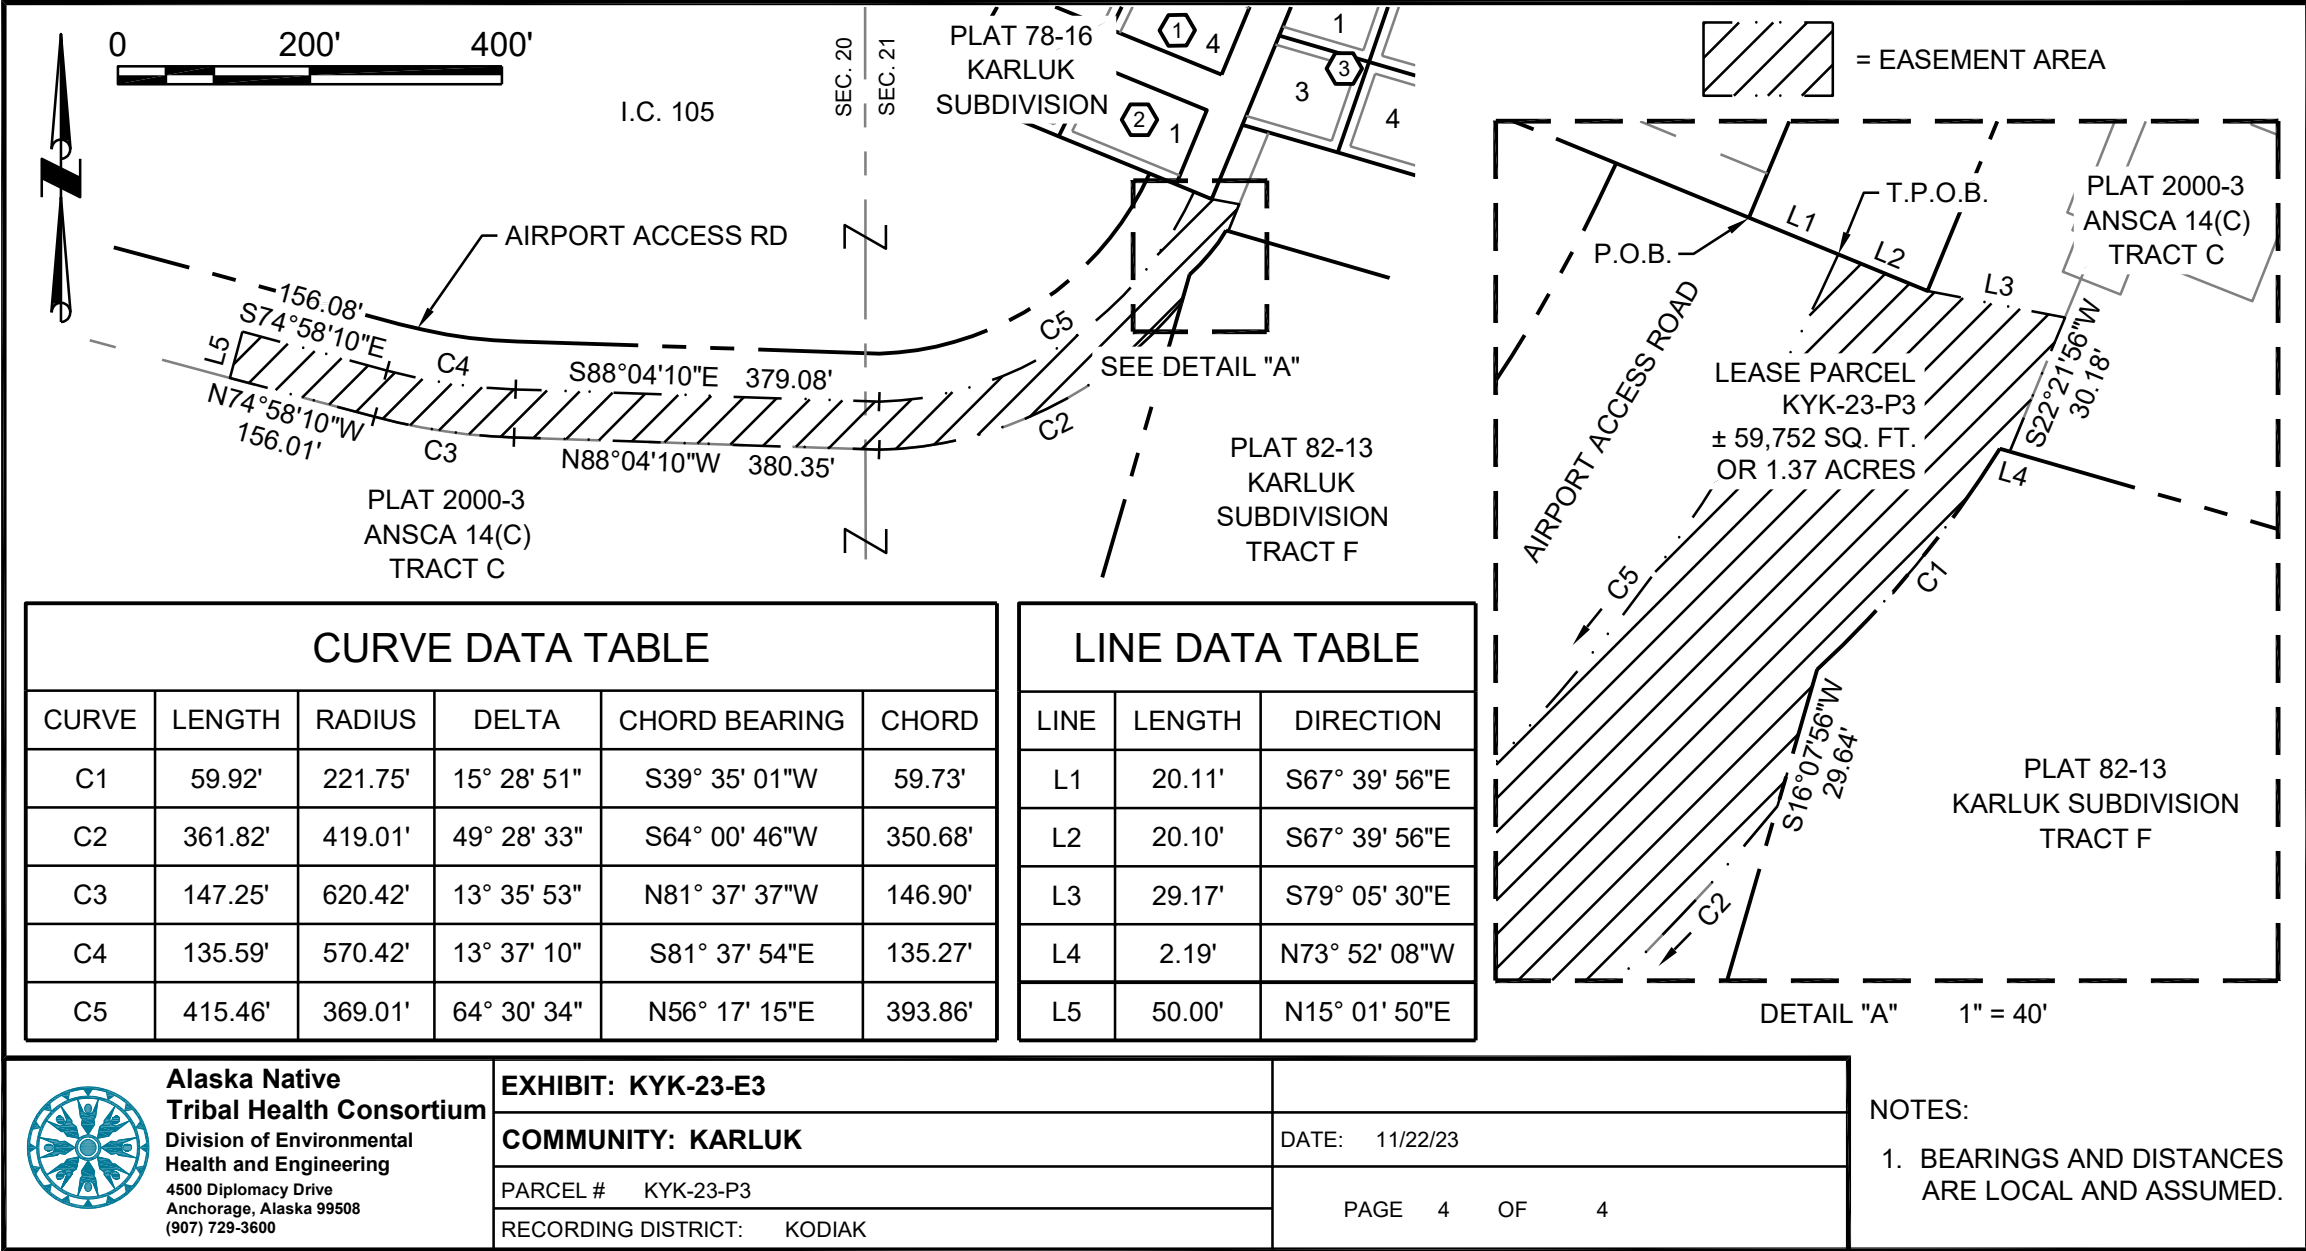 0 200' 400'
I.C. 105
SEC. 20
SEC. 21
PLAT 78-16
KARLUK
SUBDIVISION
1 4
2 1
1
3
3
4
= EASEMENT AREA
AIRPORT ACCESS RD
156.08'
S74°58'10"E
L5
N74°58'10"W
156.01'
C4
C3
S88°04'10"E 379.08'
N88°04'10"W 380.35'
C5
C2
SEE DETAIL "A"
PLAT 2000-3
ANSCA 14(C)
TRACT C
PLAT 82-13
KARLUK
SUBDIVISION
TRACT F
T.P.O.B.
P.O.B.
L1
L2
L3
PLAT 2000-3
ANSCA 14(C)
TRACT C
AIRPORT ACCESS ROAD
LEASE PARCEL
KYK-23-P3
± 59,752 SQ. FT.
OR 1.37 ACRES
S22°21'56"W
30.18'
L4
C1
C5
S16°07'56"W
29.64'
C2
PLAT 82-13
KARLUK SUBDIVISION
TRACT F
DETAIL "A" 1" = 40'
CURVE DATA TABLE
CURVE LENGTH RADIUS DELTA CHORD BEARING CHORD
C1 59.92' 221.75' 15° 28' 51" S39° 35' 01"W 59.73'
C2 361.82' 419.01' 49° 28' 33" S64° 00' 46"W 350.68'
C3 147.25' 620.42' 13° 35' 53" N81° 37' 37"W 146.90'
C4 135.59' 570.42' 13° 37' 10" S81° 37' 54"E 135.27'
C5 415.46' 369.01' 64° 30' 34" N56° 17' 15"E 393.86'
LINE DATA TABLE
LINE LENGTH DIRECTION
L1 20.11' S67° 39' 56"E
L2 20.10' S67° 39' 56"E
L3 29.17' S79° 05' 30"E
L4 2.19' N73° 52' 08"W
L5 50.00' N15° 01' 50"E
Alaska Native
Tribal Health Consortium
Division of Environmental
Health and Engineering
4500 Diplomacy Drive
Anchorage, Alaska 99508
(907) 729-3600
EXHIBIT: KYK-23-E3
COMMUNITY: KARLUK
PARCEL # KYK-23-P3
RECORDING DISTRICT: KODIAK
DATE: 11/22/23
PAGE 4 OF 4
NOTES:
1. BEARINGS AND DISTANCES
ARE LOCAL AND ASSUMED.